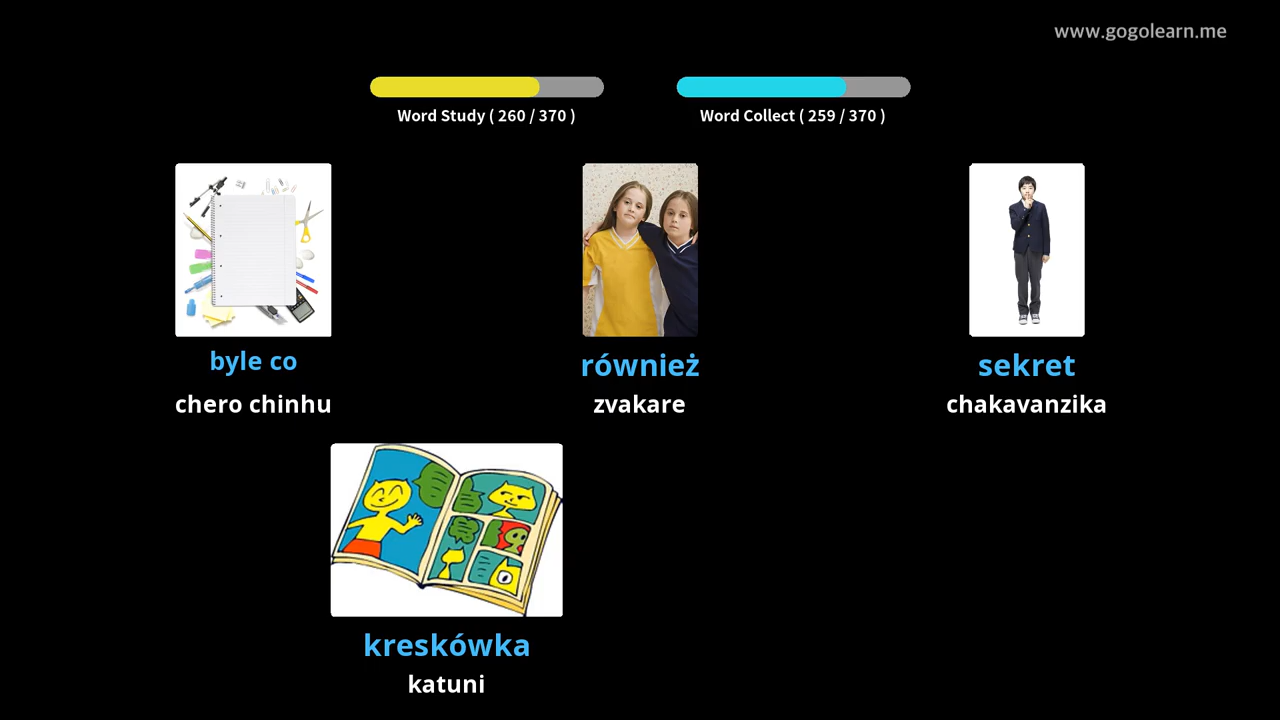 www.gogolearn.me
Word Study ( 260 / 370 )
Word Collect ( 259 / 370 )
byle co
również
sekret
chero chinhu
zvakare
chakavanzika
kreskówka
katuni